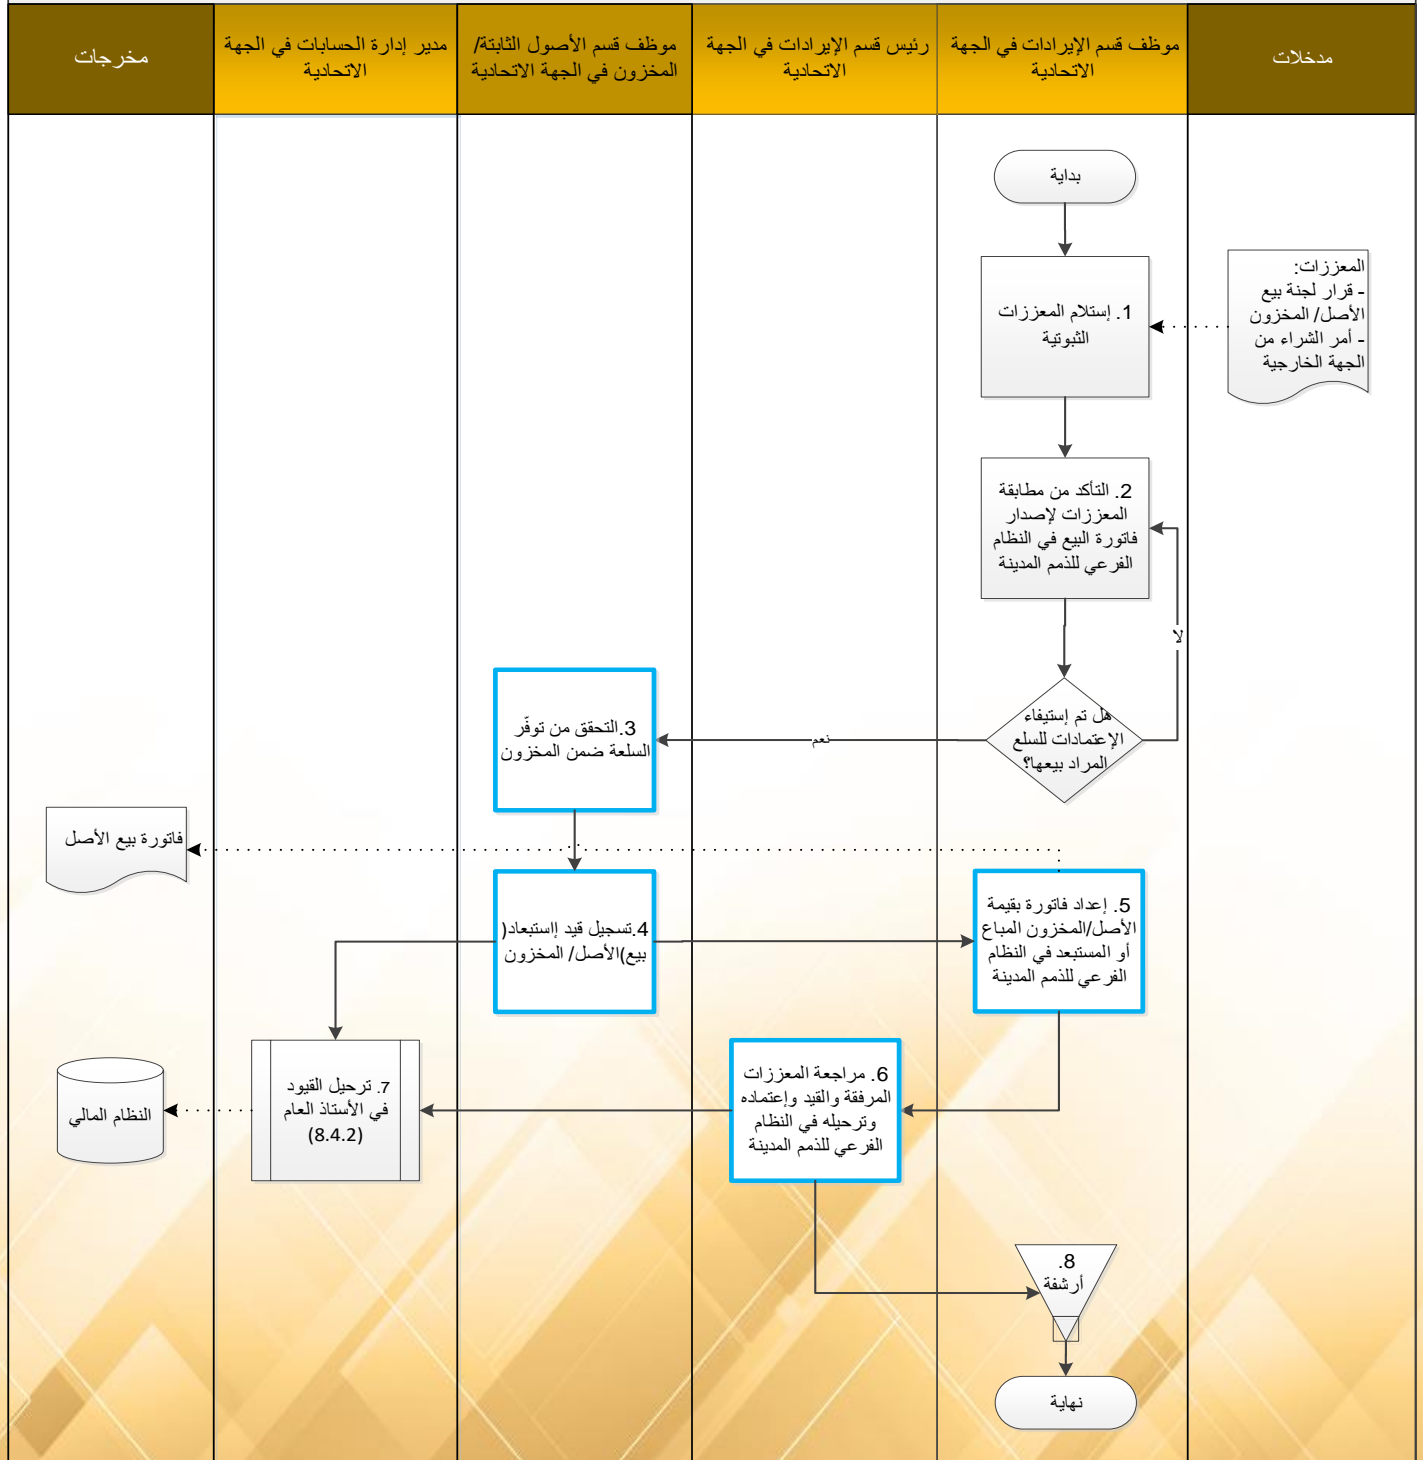 مدخلات
موظف قسم الإيرادات في الجهة
الاتحادية
رئيس قسم الإيرادات في الجهة
الاتحادية
موظف قسم الأصول الثابتة/
المخزون في الجهة الاتحادية
مدير إدارة الحسابات في الجهة
الاتحادية
مخرجات
بداية
المعززات:
- قرار لجنة بيع
الأصل/ المخزون
- أمر الشراء من
الجهة الخارجية
1. إستلام المعززات
الثبوتية
2. التأكد من مطابقة
المعززات لإصدار
فاتورة البيع في النظام
الفرعي للذمم المدينة
لا
هل تم إستيفاء
الإعتمادات للسلع
المراد بيعها؟
نعم
3.التحقق من توفّر
السلعة ضمن المخزون
فاتورة بيع الأصل
4.تسجيل قيد إستبعاد(
بيع)الأصل/ المخزون
5. إعداد فاتورة بقيمة
الأصل/المخزون المباع
أو المستبعد في النظام
الفرعي للذمم المدينة
6. مراجعة المعززات
المرفقة والقيد وإعتماده
وترحيله في النظام
الفرعي للذمم المدينة
7. ترحيل القيود
في الأستاذ العام
(8.4.2)
النظام المالي
8.
أرشفة
نهاية